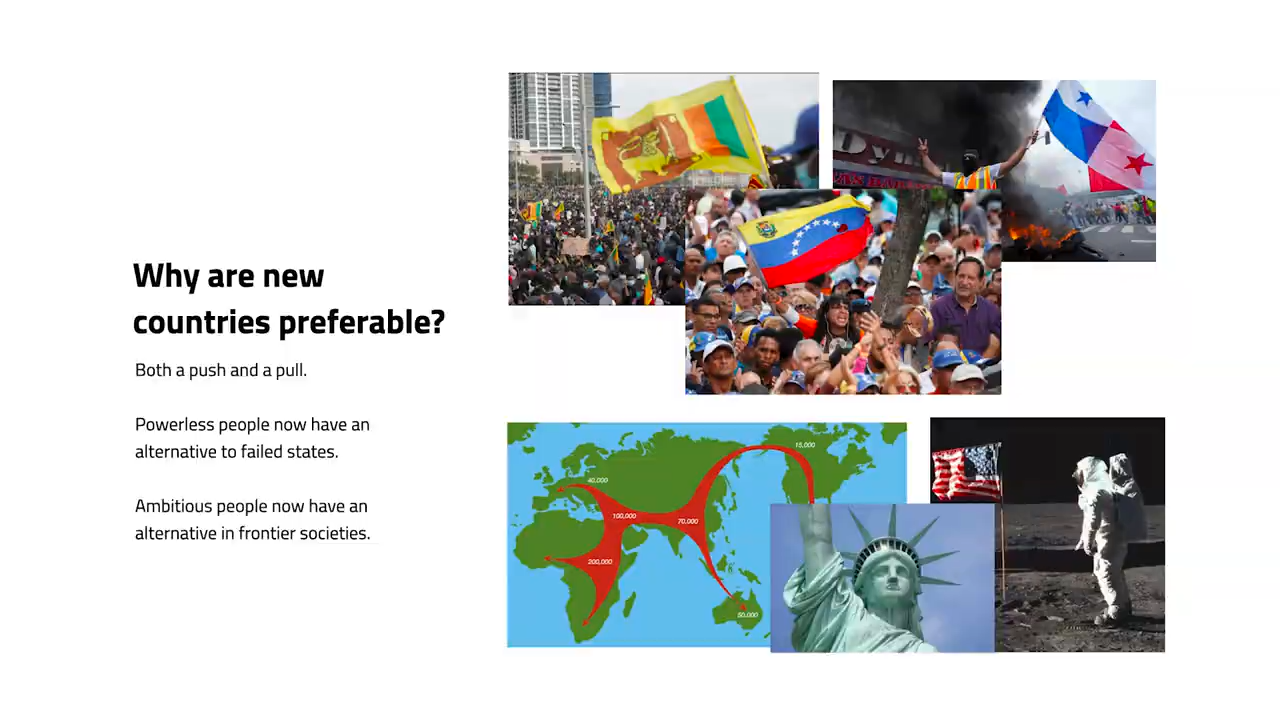 Why are new
countries preferable?
Both a push and a pull.
Powerless people now have an
alternative to failed states.
Ambitious people now have an
alternative in frontier societies.
Dyn
40,000
15,000
100,000
70,000
200,000
50,000